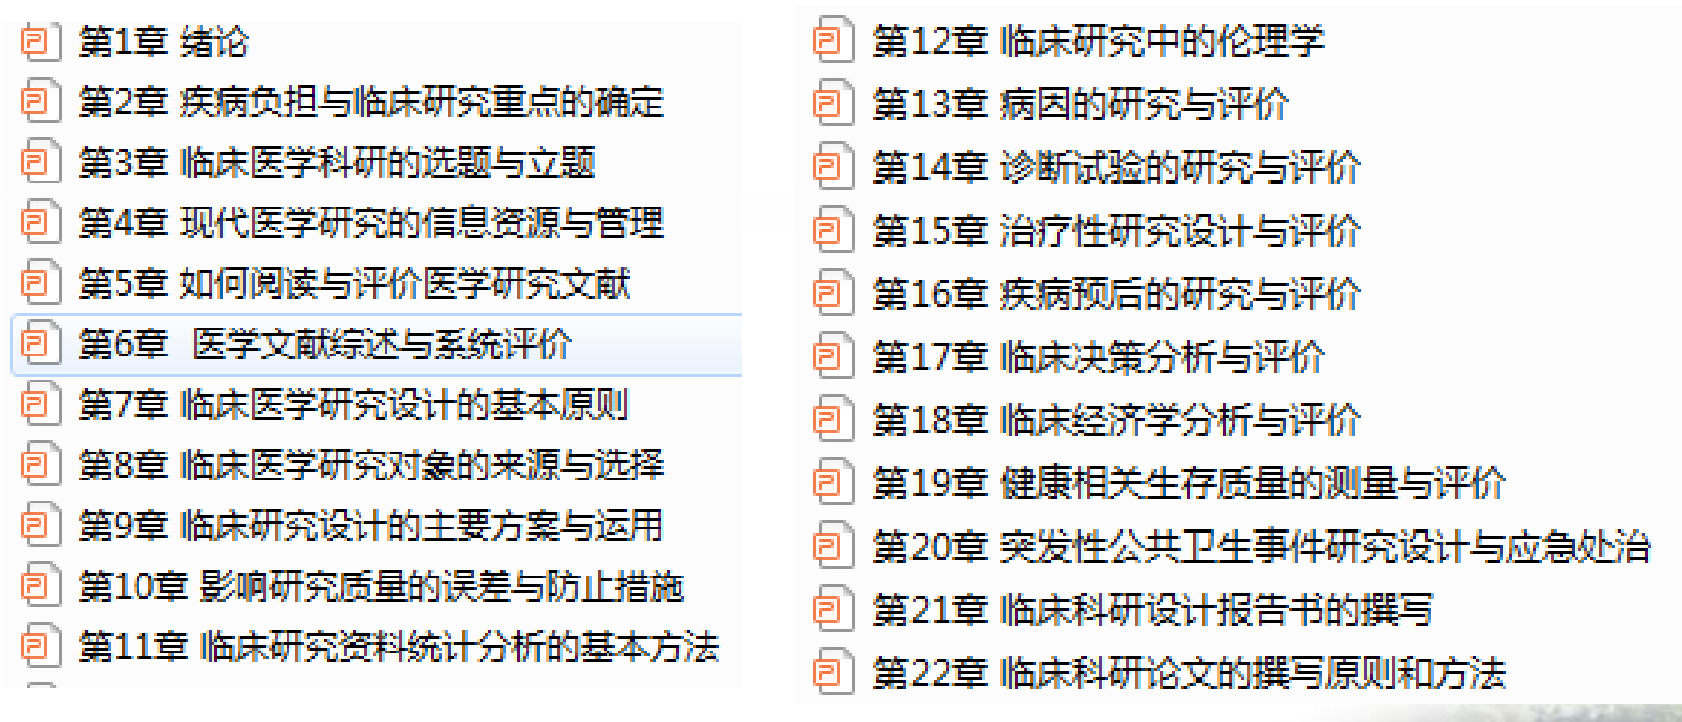 第1章 绪论
第2章 疾病负担与临床研究重点的确定
第3章 临床医学科研的选题与立题
第4章 现代医学研究的信息资源与管理
第5章 如何阅读与评价医学研究文献
第6章 医学文献综述与系统评价
第7章 临床医学研究设计的基本原则
第8章 临床医学研究对象的来源与选择
第9章 临床研究设计的主要方案与运用
第10章 影响研究质量的误差与防止措施
第11章 临床研究资料统计分析的基本方法
第12章 临床研究中的伦理学
第13章 病因的研究与评价
第14章 诊断试验的研究与评价
第15章 治疗性研究设计与评价
第16章 疾病预后的研究与评价
第17章 临床决策分析与评价
第18章 临床经济学分析与评价
第19章 健康相关生存质量的测量与评价
第20章 突发性公共卫生事件研究设计与应急处治
第21章 临床科研设计报告书的撰写
第22章 临床科研论文的撰写原则和方法